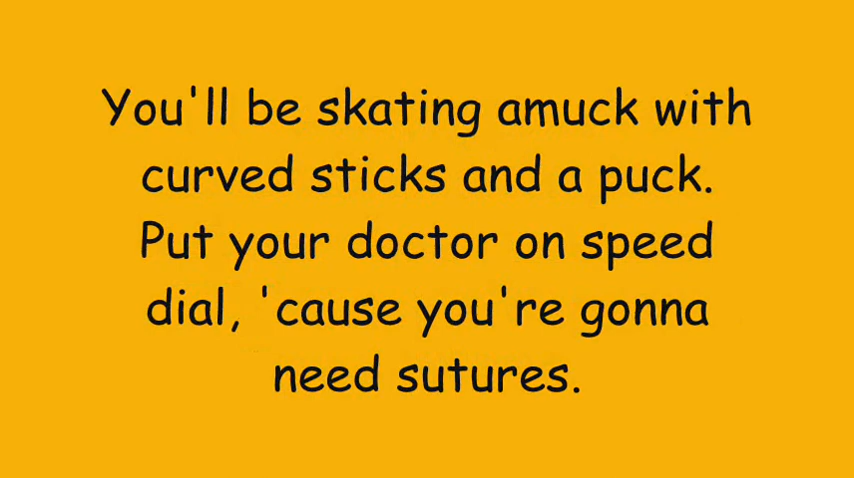 You'll be skating amuck with
curved sticks and a puck.
Put your doctor on speed
dial, 'cause you're gonna
need sutures.